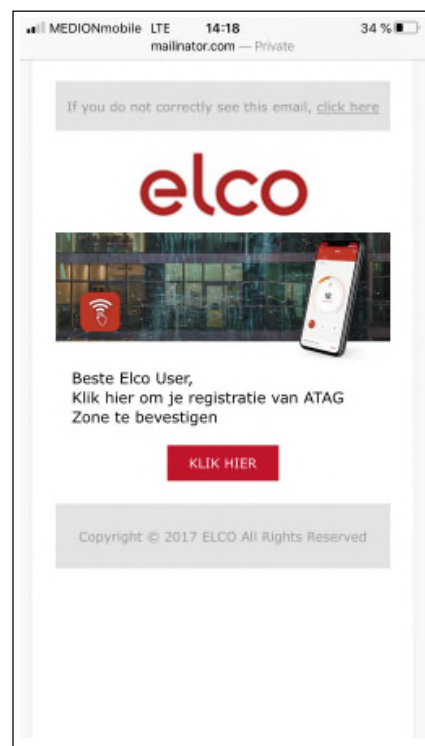 MEDIONmobile LTE 14:18 34 %
mailinator.com — Private
If you do not correctly see this email, click here
elco
Beste Elco User,
Klik hier om je registratie van ATAG
Zone te bevestigen
KLIK HIER
Copyright © 2017 ELCO All Rights Reserved